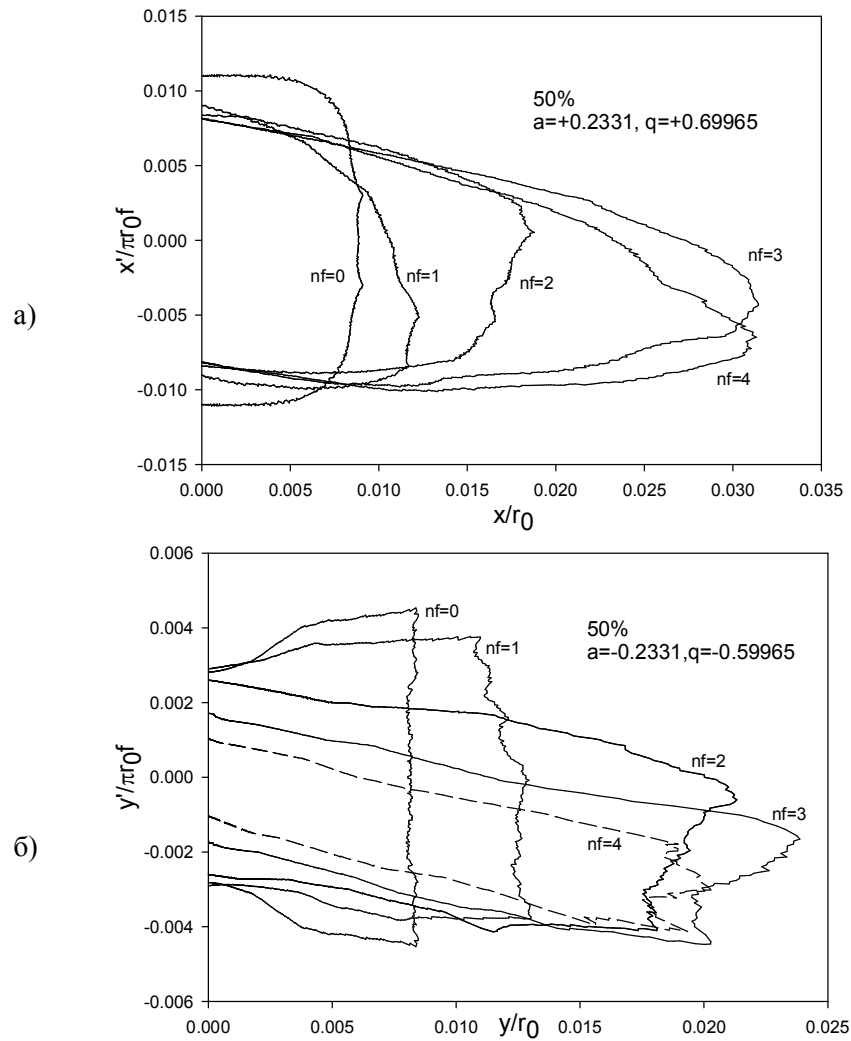 а)
x'/πr0f
0.015
0.010
0.005
0.000
-0.005
-0.010
-0.015
50%
a=+0.2331, q=+0.69965
nf=0
nf=1
nf=2
nf=3
nf=4
0.000 0.005 0.010 0.015 0.020 0.025 0.030 0.035
x/r0
б)
y'/πr0f
0.006
0.004
0.002
0.000
-0.002
-0.004
-0.006
nf=0
nf=1
50%
a=-0.2331,q=-0.59965
nf=2
nf=3
nf=4
0.000 0.005 0.010 0.015 0.020 0.025
y/r0